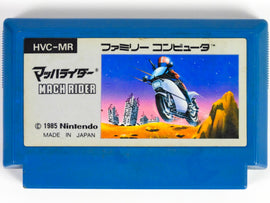 HVC-MR
ファミリー コンピュータ
マッハライダー
MACH RIDER
© 1985 Nintendo
MADE IN JAPAN